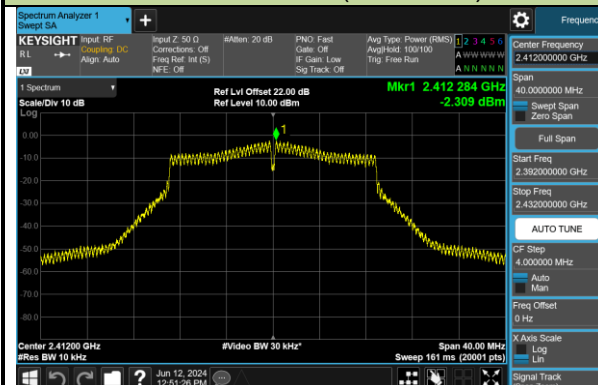 Spectrum Analyzer 1
Swept SA
+
Frequenc
KEYSIGHT
Input: RF
Coupling: DC
Align: Auto
Input Z: 50 Ω
Corrections: Off
Freq Ref: Int (S)
NFE: Off
#Atten: 20 dB
PNO: Fast
Gate: Off
IF Gain: Low
Sig Track: Off
Avg Type: Power (RMS)
Avg|Hold: 100/100
Trig: Free Run
1 2 3 4 5 6
A W W W W W
A N N N N N
R L
LXI
1 Spectrum
Scale/Div 10 dB
Log
Ref Lvl Offset 22.00 dB
Ref Level 10.00 dBm
Mkr1 2.412 284 GHz
-2.309 dBm
1
0.00
-10.0
-20.0
-30.0
-40.0
-50.0
-60.0
-70.0
-80.0
Center 2.41200 GHz
#Res BW 10 kHz
#Video BW 30 kHz*
Span 40.00 MHz
Sweep 161 ms (20001 pts)
Center Frequency
2.412000000 GHz
Span
40.0000000 MHz
Swept Span
Zero Span
Full Span
Start Freq
2.392000000 GHz
Stop Freq
2.432000000 GHz
AUTO TUNE
CF Step
4.000000 MHz
Auto
Man
Freq Offset
0 Hz
X Axis Scale
Log
Lin
Signal Track
?
Jun 12, 2024
12:51:26 PM